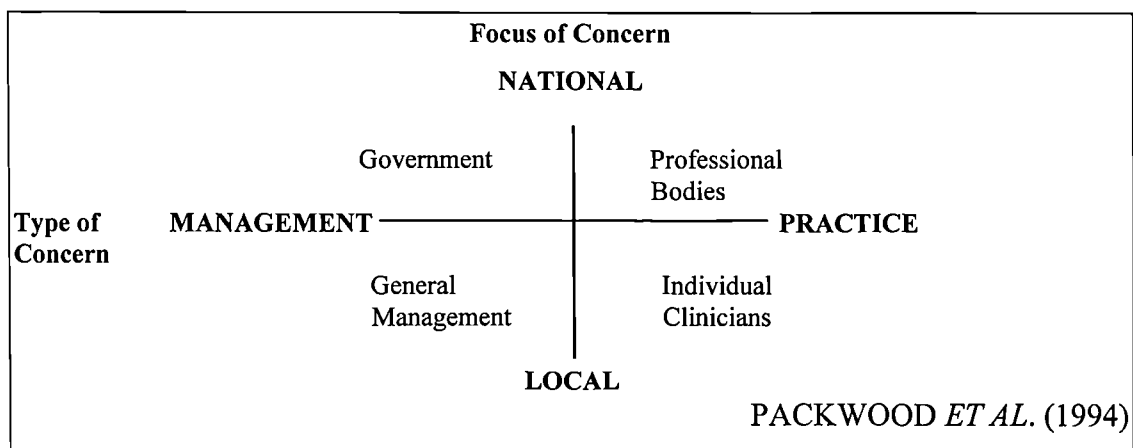 Focus of Concern
NATIONAL
Government
Professional
Bodies
Type of
Concern
MANAGEMENT
PRACTICE
General
Management
Individual
Clinicians
LOCAL
PACKWOOD ET AL. (1994)